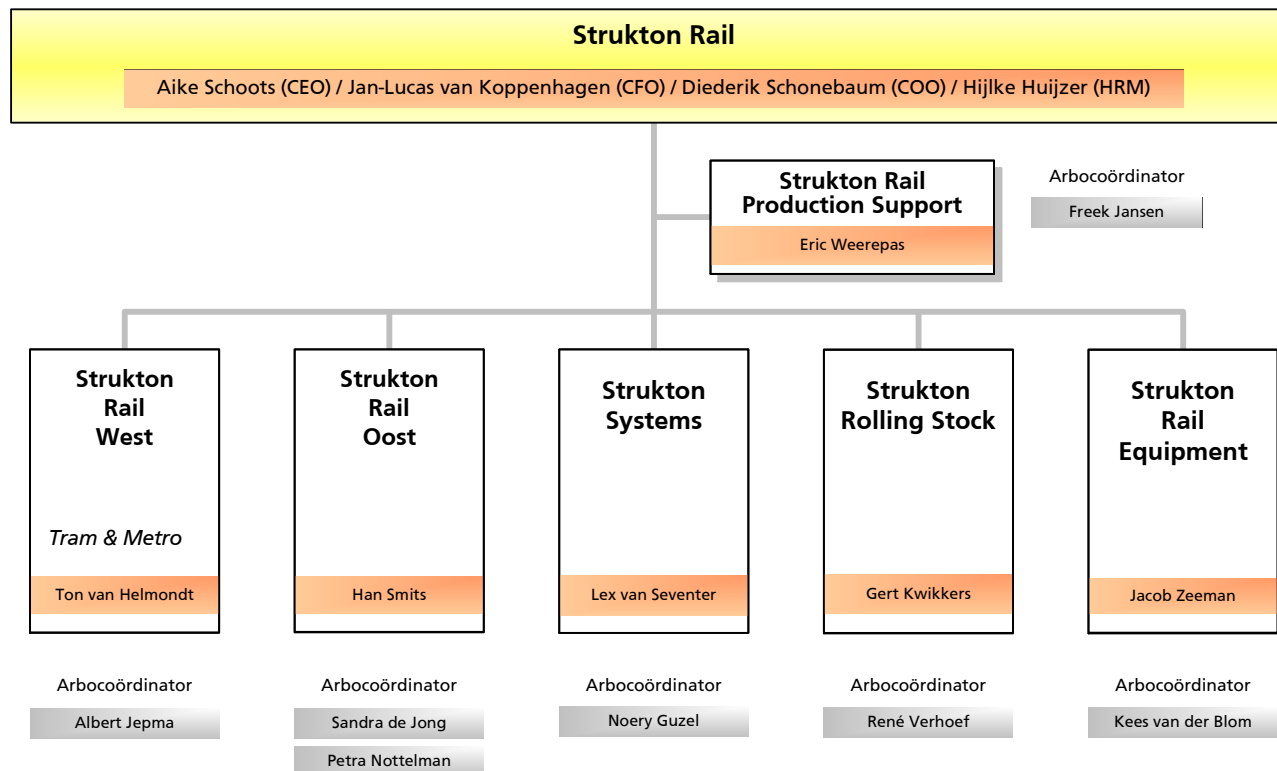 Strukton Rail
Aike Schoots (CEO) / Jan-Lucas van Koppenhagen (CFO) / Diederik Schonebaum (COO) / Hijlke Huijzer (HRM)
Strukton Rail
Production Support
Eric Weerepas
Arbocoördinator
Freek Jansen
Strukton
Rail
West
Tram & Metro
Ton van Helmondt
Strukton
Rail
Oost
Han Smits
Strukton
Systems
Lex van Seventer
Strukton
Rolling Stock
Gert Kwikkers
Strukton
Rail
Equipment
Jacob Zeeman
Arbocoördinator
Albert Jepma
Arbocoördinator
Sandra de Jong
Petra Nottelman
Arbocoördinator
Noery Guzel
Arbocoördinator
René Verhoef
Arbocoördinator
Kees van der Blom